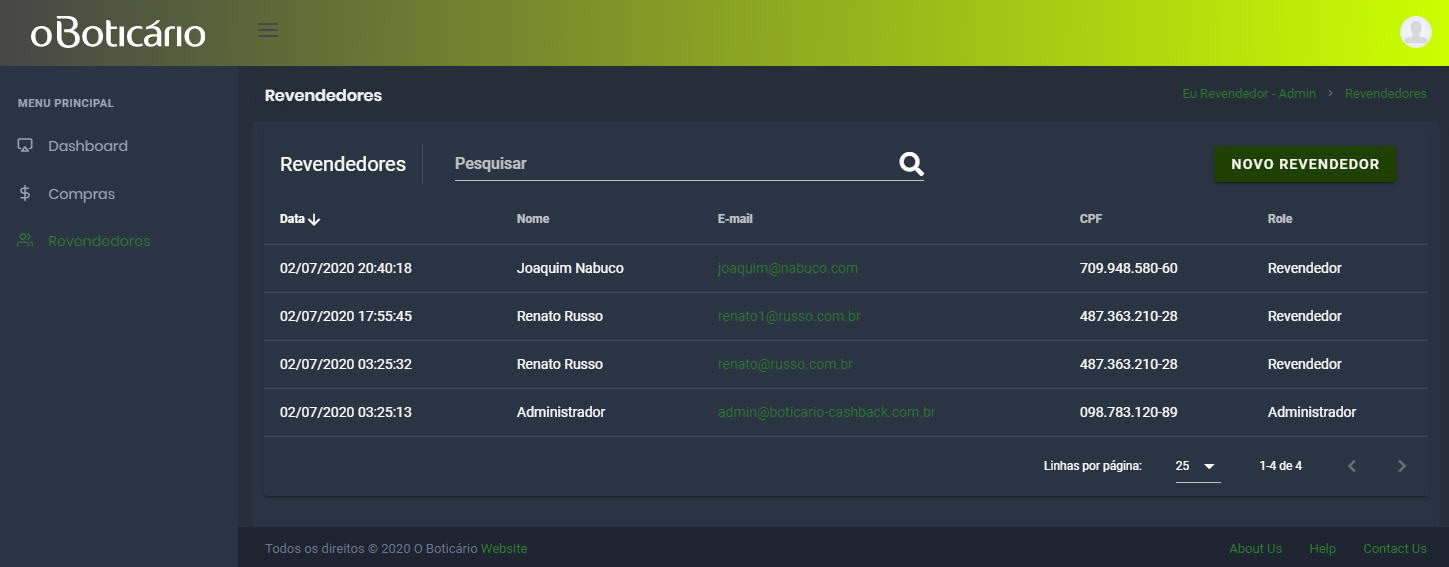 oBoticário
MENU PRINCIPAL
Dashboard
Compras
Revendedores
Revendedores
Eu Revendedor - Admin › Revendedores
Revendedores
Pesquisar
NOVO REVENDEDOR
Data Nome E-mail CPF Role
02/07/2020 20:40:18 Joaquim Nabuco joaquim@nabuco.com 709.948.580-60 Revendedor
02/07/2020 17:55:45 Renato Russo renato1@russo.com.br 487.363.210-28 Revendedor
02/07/2020 03:25:32 Renato Russo renato@russo.com.br 487.363.210-28 Revendedor
02/07/2020 03:25:13 Administrador admin@boticario-cashback.com.br 098.783.120-89 Administrador
Linhas por página: 25 1-4 de 4
Todos os direitos © 2020 O Boticário Website
About Us Help Contact Us